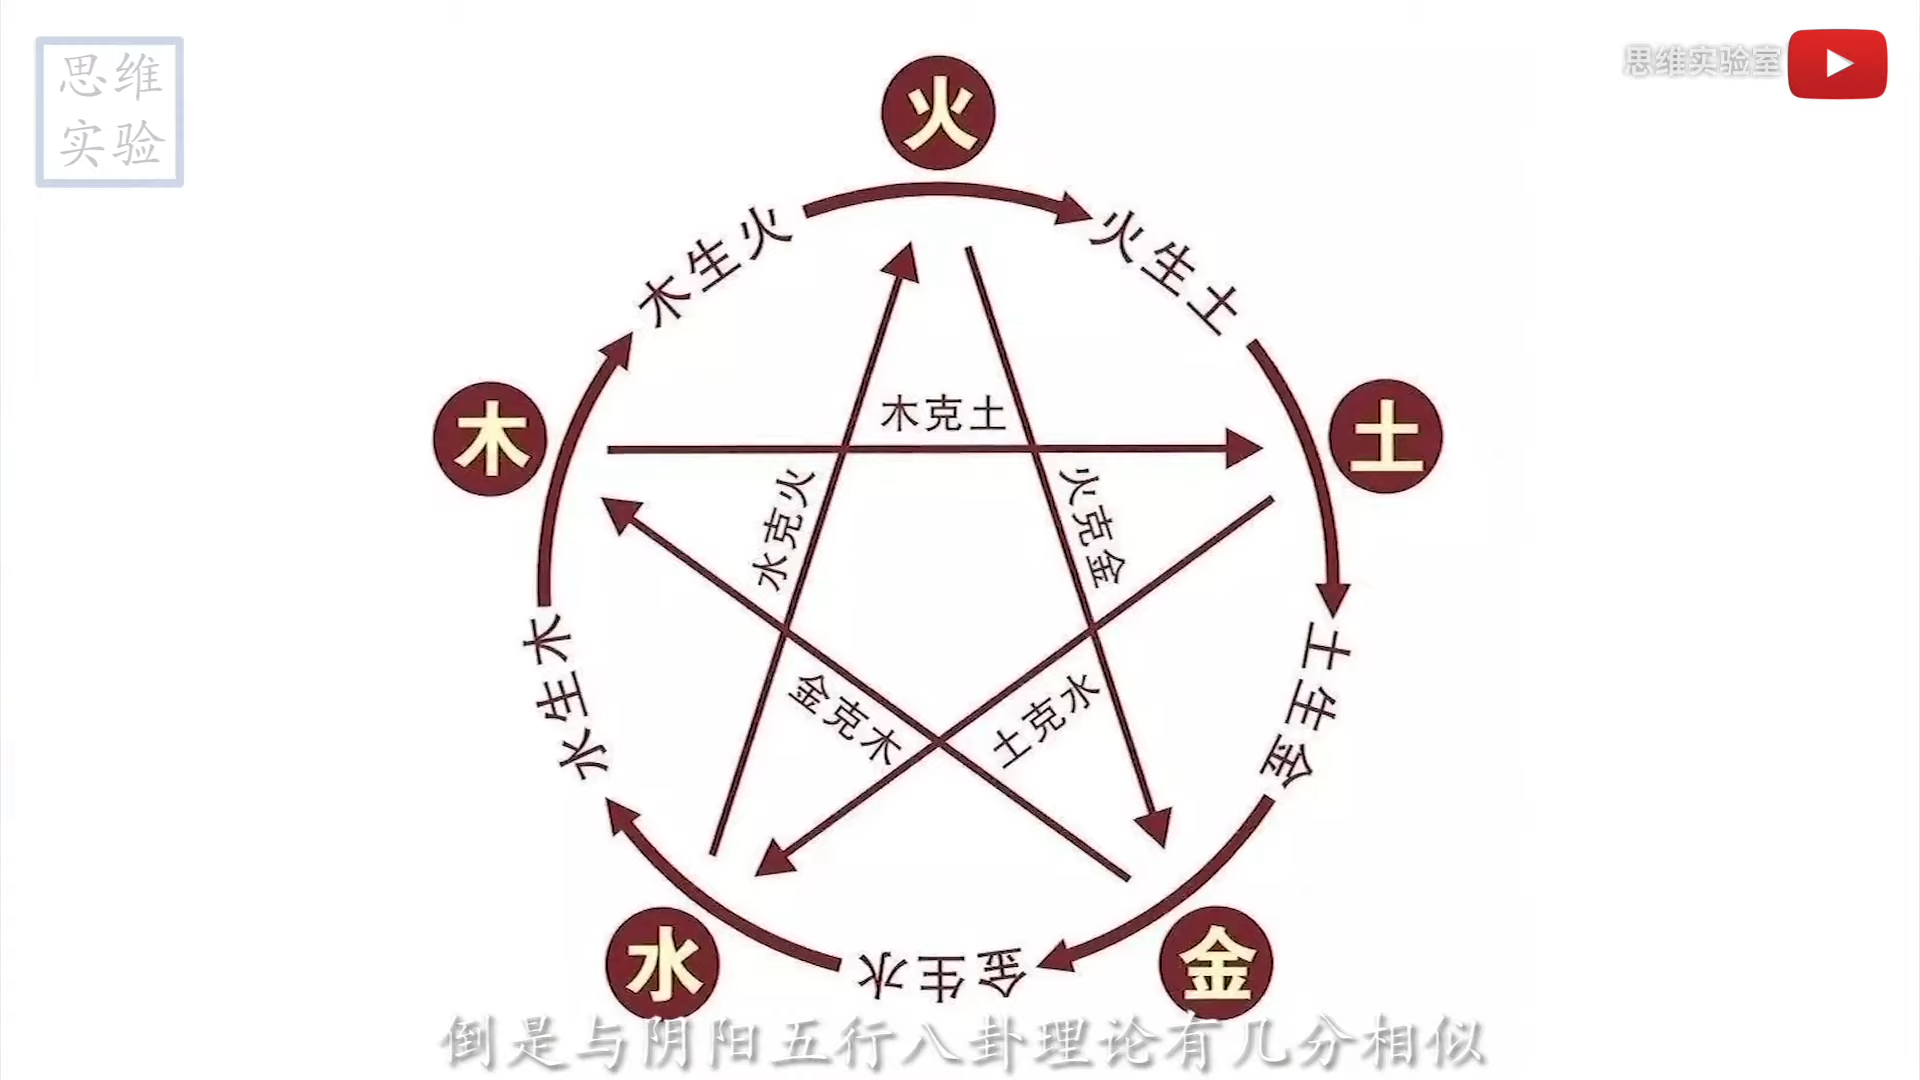 思维
实验
思维实验室
火
木生火
火生土
木
土
木克土
水克火
火克金
水生木
土生金
金克木
土克水
水
金生水
金
倒是与阴阳五行八卦理论有几分相似